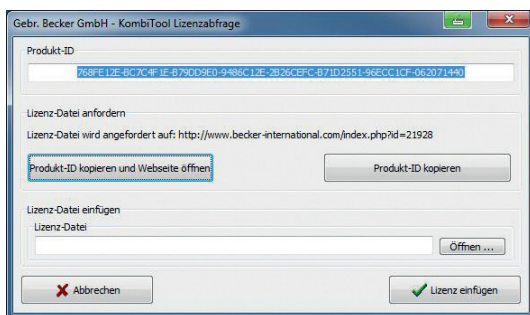 Gebr. Becker GmbH - KombiTool Lizenzabfrage
Produkt-ID
768FE12E-BC7C4F1E-B79DD9E0-9486C12E-2B26CEFC-B71D2551-96ECC1CF-062071440
Lizenz-Datei anfordern
Lizenz-Datei wird angefordert auf: http://www.becker-international.com/index.php?id=21928
Produkt-ID kopieren und Webseite öffnen
Produkt-ID kopieren
Lizenz-Datei einfügen
Lizenz-Datei
Öffnen ...
Abbrechen
Lizenz einfügen